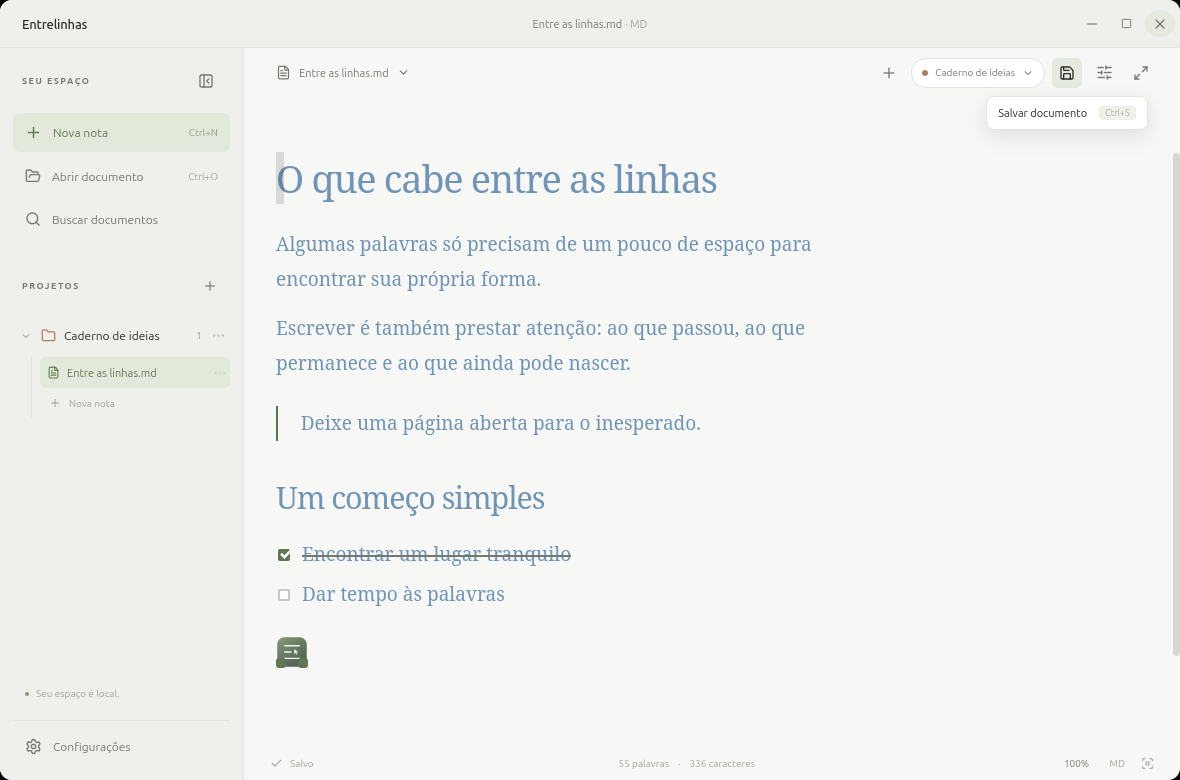 Entrelinhas
Entre as linhas.md · MD
SEU ESPAÇO
Nova nota Ctrl+N
Abrir documento Ctrl+O
Buscar documentos
PROJETOS
Caderno de ideias 1
Entre as linhas.md
Nova nota
Seu espaço é local.
Configurações
Entre as linhas.md
Caderno de ideias
Salvar documento Ctrl+S
O que cabe entre as linhas
Algumas palavras só precisam de um pouco de espaço para
encontrar sua própria forma.
Escrever é também prestar atenção: ao que passou, ao que
permanece e ao que ainda pode nascer.
Deixe uma página aberta para o inesperado.
Um começo simples
Encontrar um lugar tranquilo
Dar tempo às palavras
Salvo
55 palavras · 336 caracteres
100%
MD